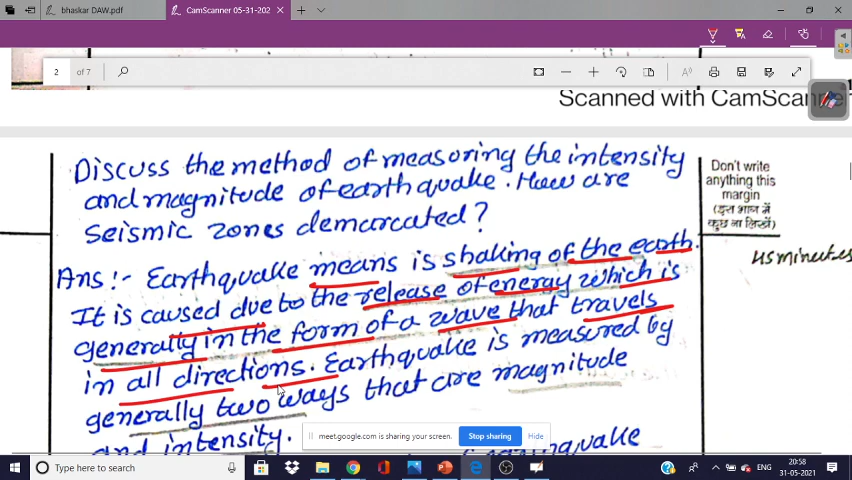 bhaskar DAW.pdf
CamScanner 05-31-202
2 of 7
Scanned with CamScanne
Discuss the method of measuring the intensity
and magnitude of earthquake. How are
seismic zones demarcated?
Ans :- Earthquake means is shaking of the earth.
It is caused due to the release of energy which is
generally in the form of a wave that travels
in all directions. Earthquake is measured by
generally two ways that are magnitude
and intensity.
Don't write
anything this
margin
(इस भाग में
कुछ ना लिखें)
45 minutes
meet.google.com is sharing your screen.
Stop sharing
Hide
Type here to search
ENG
20:58
31-05-2021